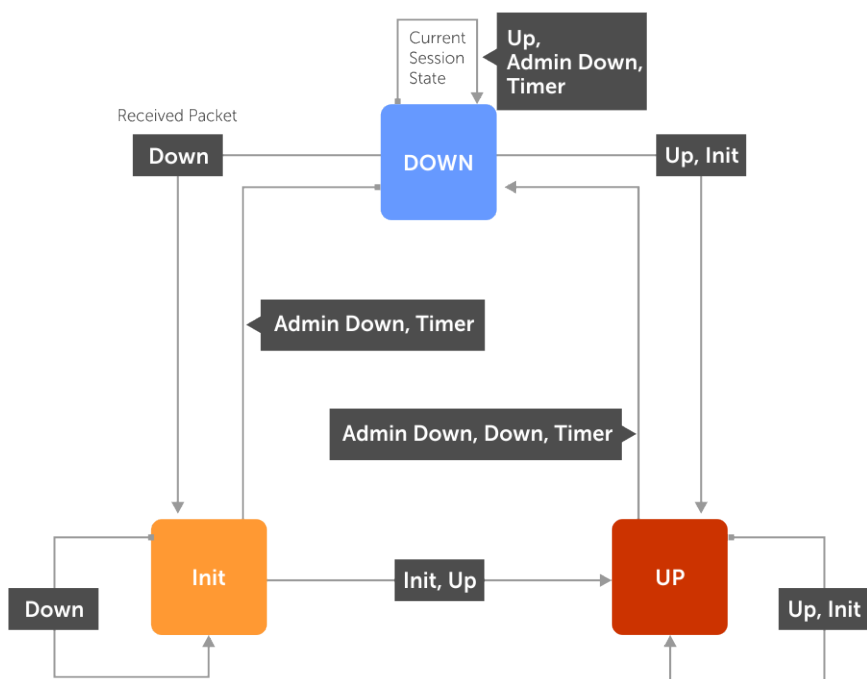 Current
Session
State
Up,
Admin Down,
Timer
Received Packet
Down
DOWN
Up, Init
Admin Down, Timer
Admin Down, Down, Timer
Init
Init, Up
UP
Down
Up, Init